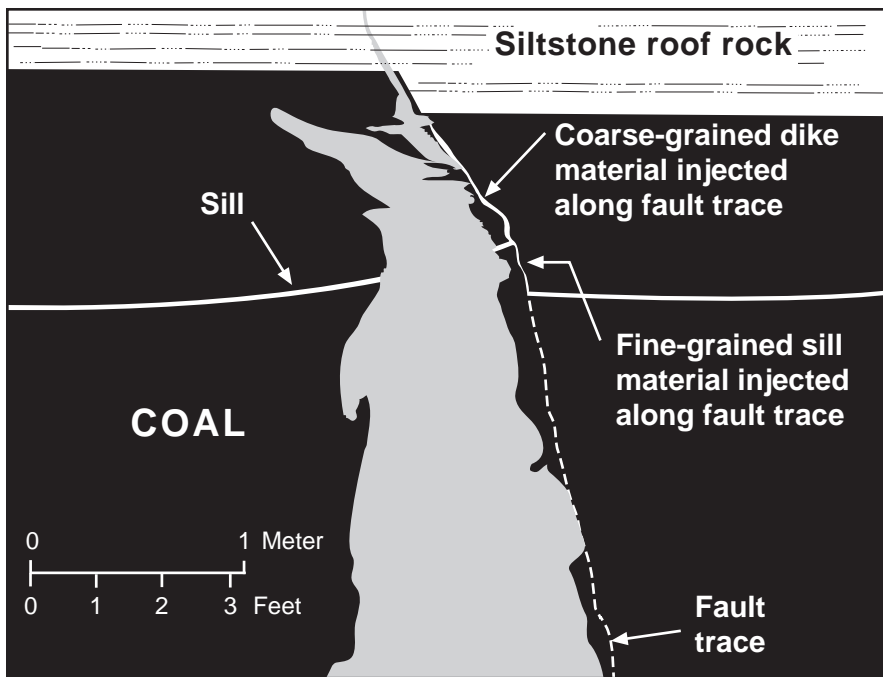 Siltstone roof rock
Coarse-grained dike
material injected
along fault trace
Sill
Fine-grained sill
material injected
along fault trace
COAL
0 1 Meter
0 1 2 3 Feet
Fault
trace